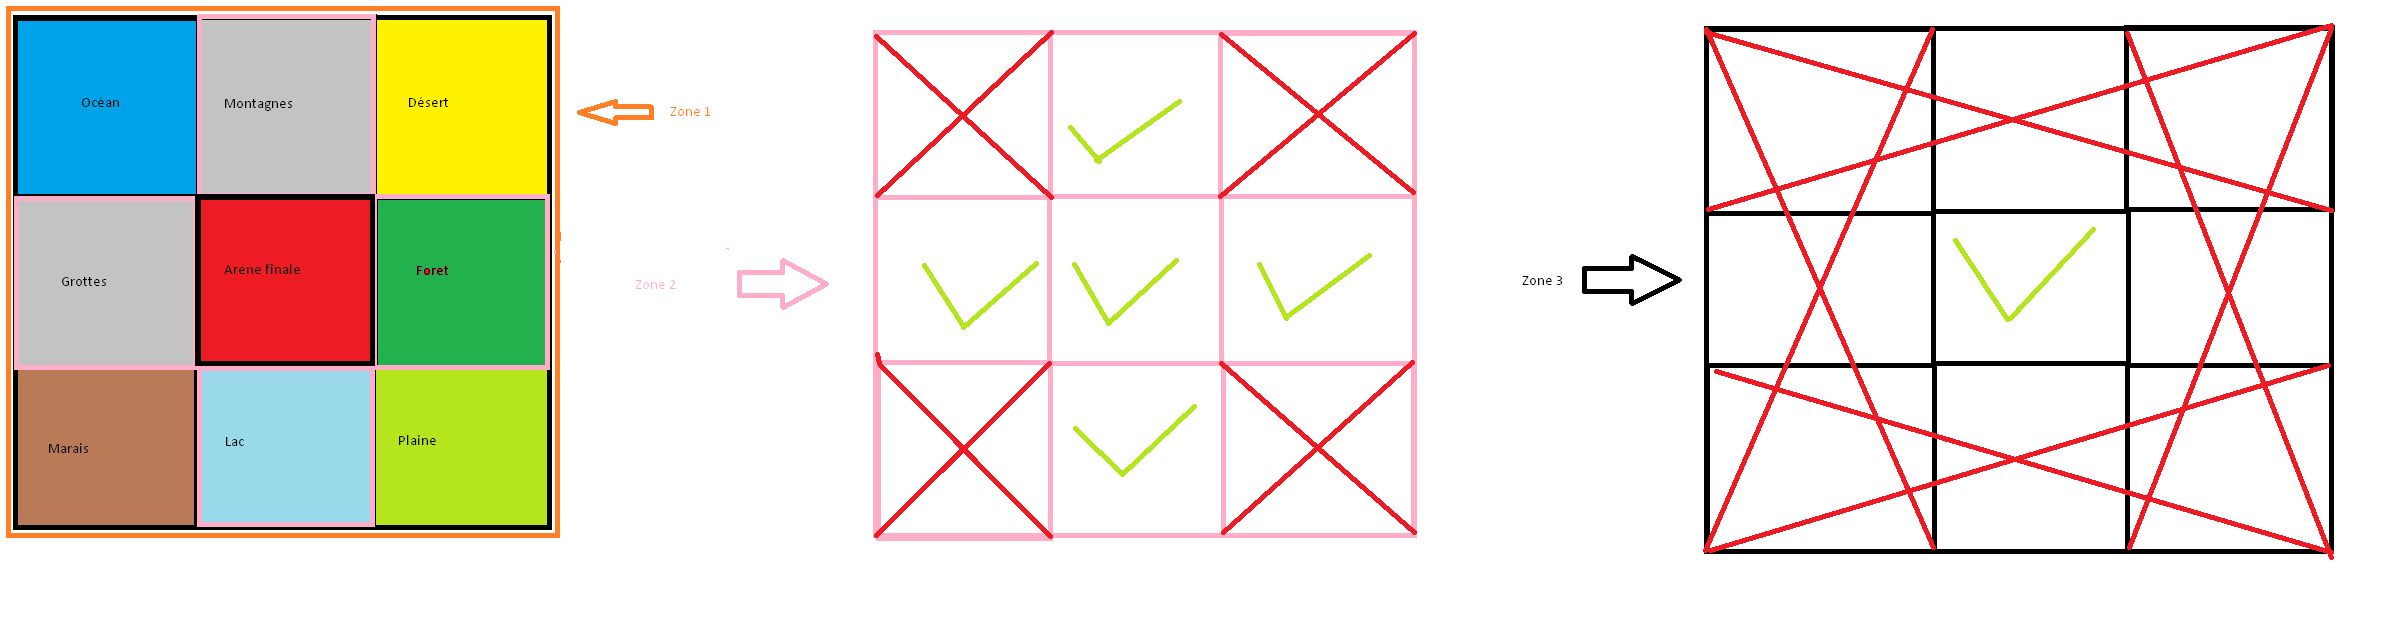 Océan
Montagnes
Désert
Zone 1
Grottes
Arene finale
Foret
Zone 2
Zone 3
Marais
Lac
Plaine